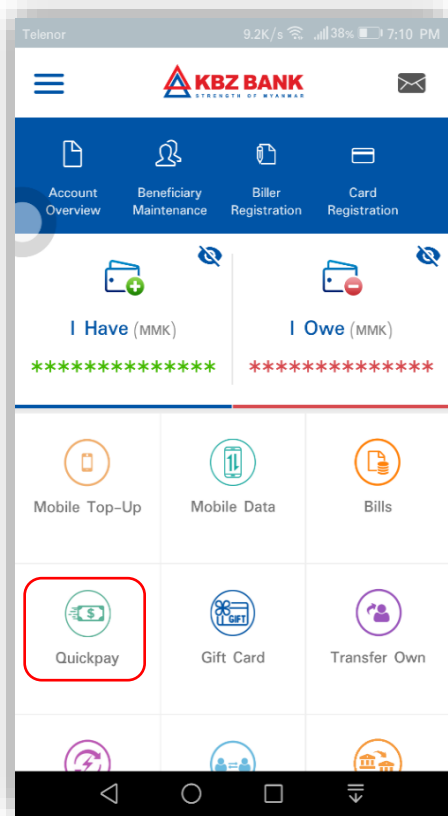 Telenor 9.2K/s 38% 7:10 PM
KBZ BANK
STRENGTH OF MYANMAR
Account Overview
Beneficiary Maintenance
Biller Registration
Card Registration
I Have (MMK)
I Owe (MMK)
**************
**************
Mobile Top-Up
Mobile Data
Bills
$
GIFT
Quickpay
Gift Card
Transfer Own